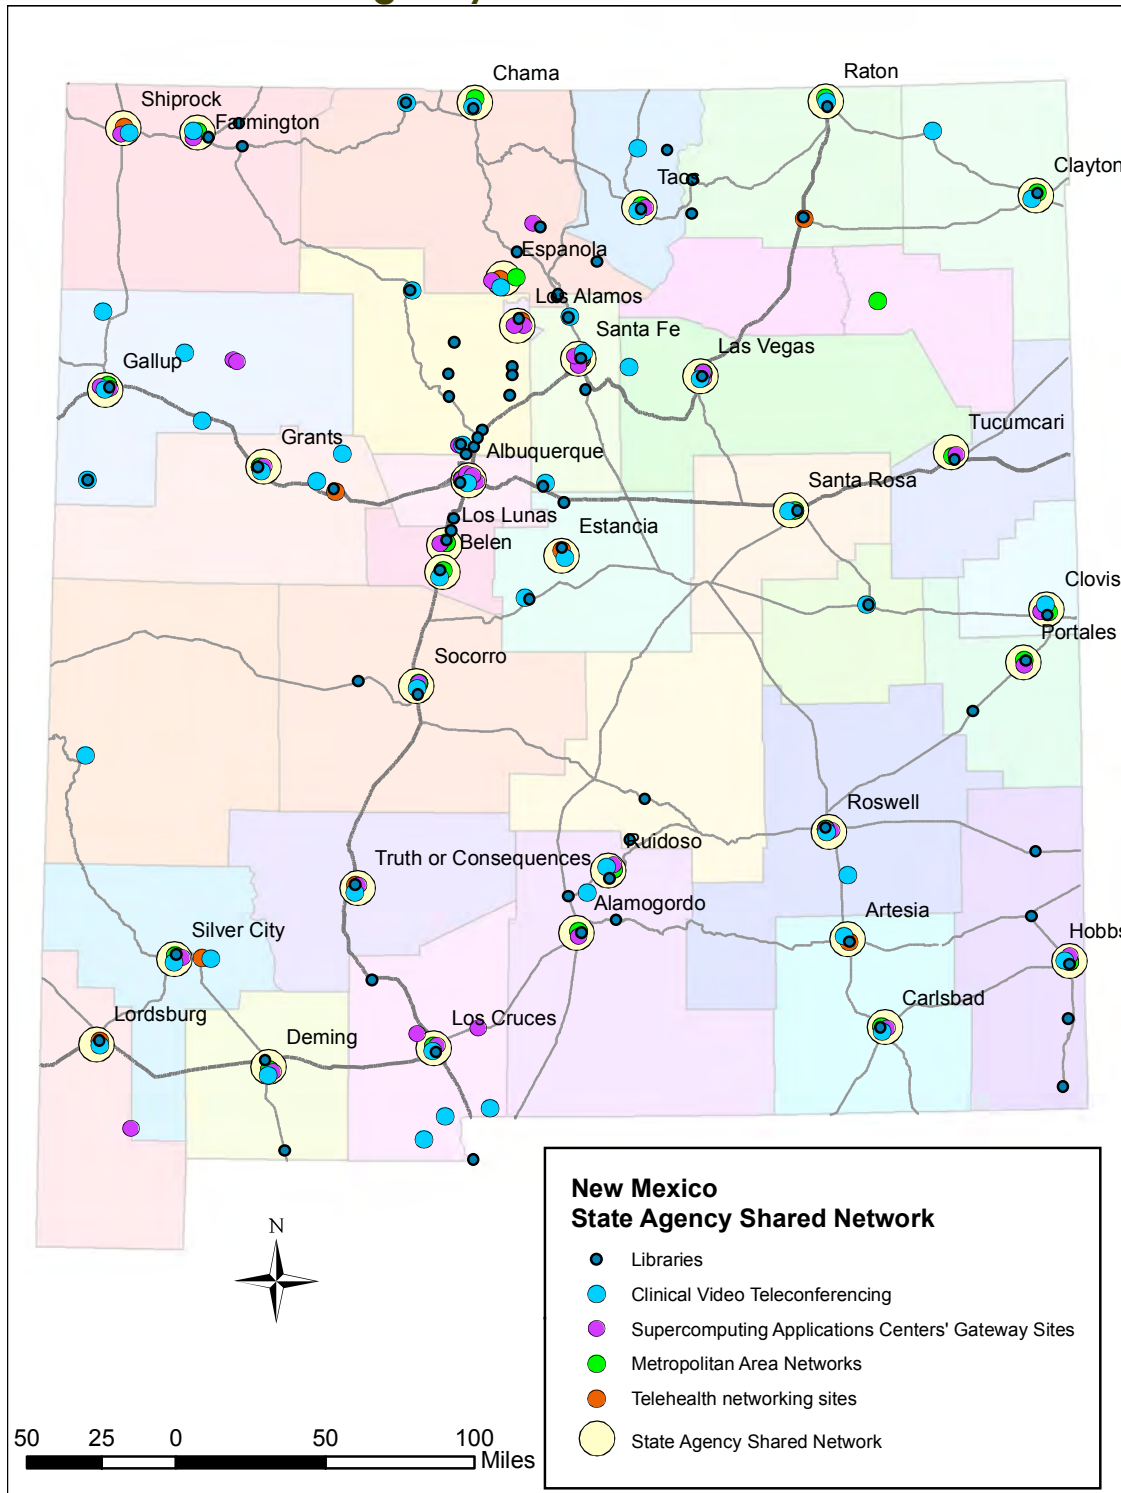 Chama
Raton
Shiprock
Farmington
Clayton
Taos
Espanola
Los Alamos
Santa Fe
Las Vegas
Gallup
Tucumcari
Grants
Albuquerque
Santa Rosa
Los Lunas
Estancia
Belen
Clovis
Portales
Socorro
Roswell
Ruidoso
Truth or Consequences
Alamogordo
Artesia
Silver City
Hobbs
Carlsbad
Lordsburg
Los Cruces
Deming
New Mexico
State Agency Shared Network
Libraries
Clinical Video Teleconferencing
Supercomputing Applications Centers' Gateway Sites
Metropolitan Area Networks
Telehealth networking sites
State Agency Shared Network
N
50 25 0 50 100
Miles